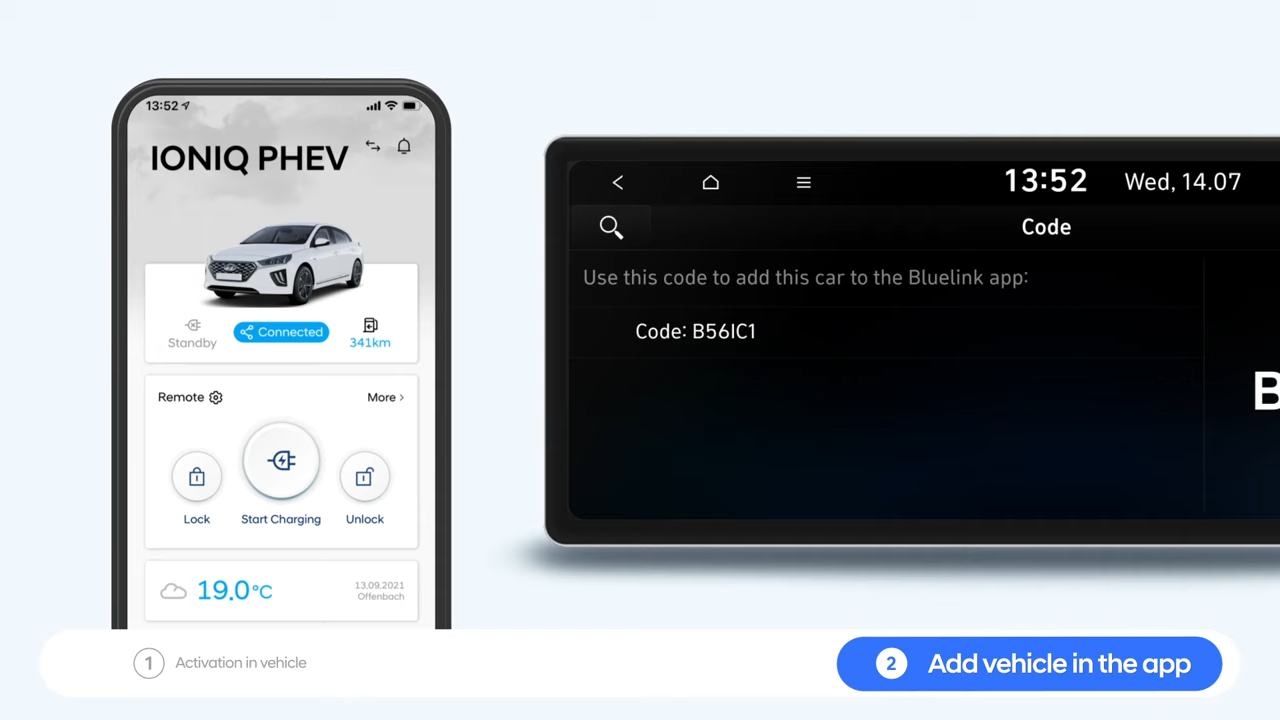 13:52
IONIQ PHEV
Standby
Connected
341km
Remote
More >
Lock
Start Charging
Unlock
19.0°C
13.09.2021
Offenbach
13:52
Wed, 14.07
Code
Use this code to add this car to the Bluelink app:
Code: B56IC1
B
1 Activation in vehicle
2 Add vehicle in the app